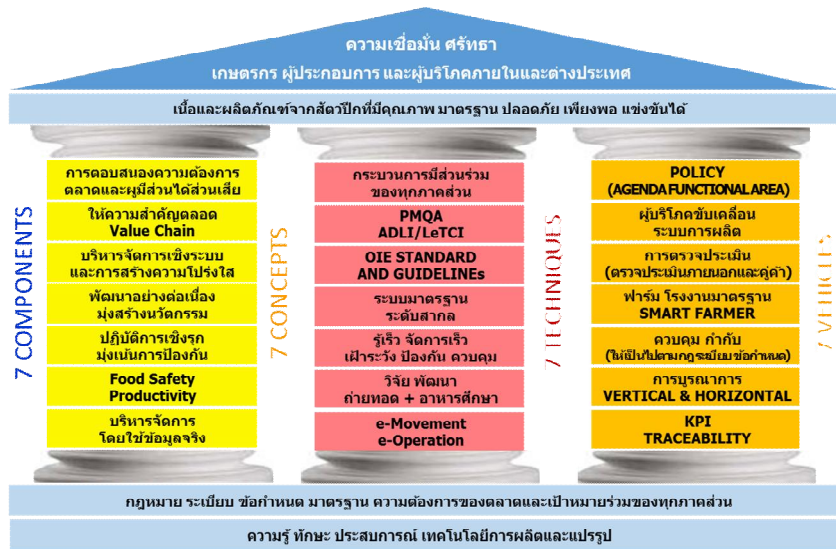 ความเชื่อมั่น ศรัทธา
เกษตรกร ผู้ประกอบการ และผู้บริโภคภายในและต่างประเทศ
เนื้อและผลิตภัณฑ์จากสัตว์ปีกที่มีคุณภาพ มาตรฐาน ปลอดภัย เพียงพอ แข่งขันได้
7 COMPONENTS
การตอบสนองความต้องการ
ตลาดและผู้มีส่วนได้ส่วนเสีย
ให้ความสำคัญตลอด
Value Chain
บริหารจัดการเชิงระบบ
และการสร้างความโปร่งใส
พัฒนาอย่างต่อเนื่อง
มุ่งสร้างนวัตกรรม
ปฏิบัติการเชิงรุก
มุ่งเน้นการป้องกัน
Food Safety
Productivity
บริหารจัดการ
โดยใช้ข้อมูลจริง
7 CONCEPTS
กระบวนการมีส่วนร่วม
ของทุกภาคส่วน
PMQA
ADLI/LeTCI
OIE STANDARD
AND GUIDELINEs
ระบบมาตรฐาน
ระดับสากล
รู้เร็ว จัดการเร็ว
เฝ้าระวัง ป้องกัน ควบคุม
วิจัย พัฒนา
ถ่ายทอด + อาหารศึกษา
e-Movement
e-Operation
7 TECHNIQUES
POLICY
(AGENDA FUNCTIONAL AREA)
ผู้บริโภคขับเคลื่อน
ระบบการผลิต
การตรวจประเมิน
(ตรวจประเมินภายนอกและคู่ค้า)
ฟาร์ม โรงงานมาตรฐาน
SMART FARMER
ควบคุม กำกับ
(ให้เป็นไปตามกฎระเบียบข้อกำหนด)
การบูรณาการ
VERTICAL & HORIZONTAL
KPI
TRACEABILITY
7 VEHICLES
กฎหมาย ระเบียบ ข้อกำหนด มาตรฐาน ความต้องการของตลาดและเป้าหมายร่วมของทุกภาคส่วน
ความรู้ ทักษะ ประสบการณ์ เทคโนโลยีการผลิตและแปรรูป